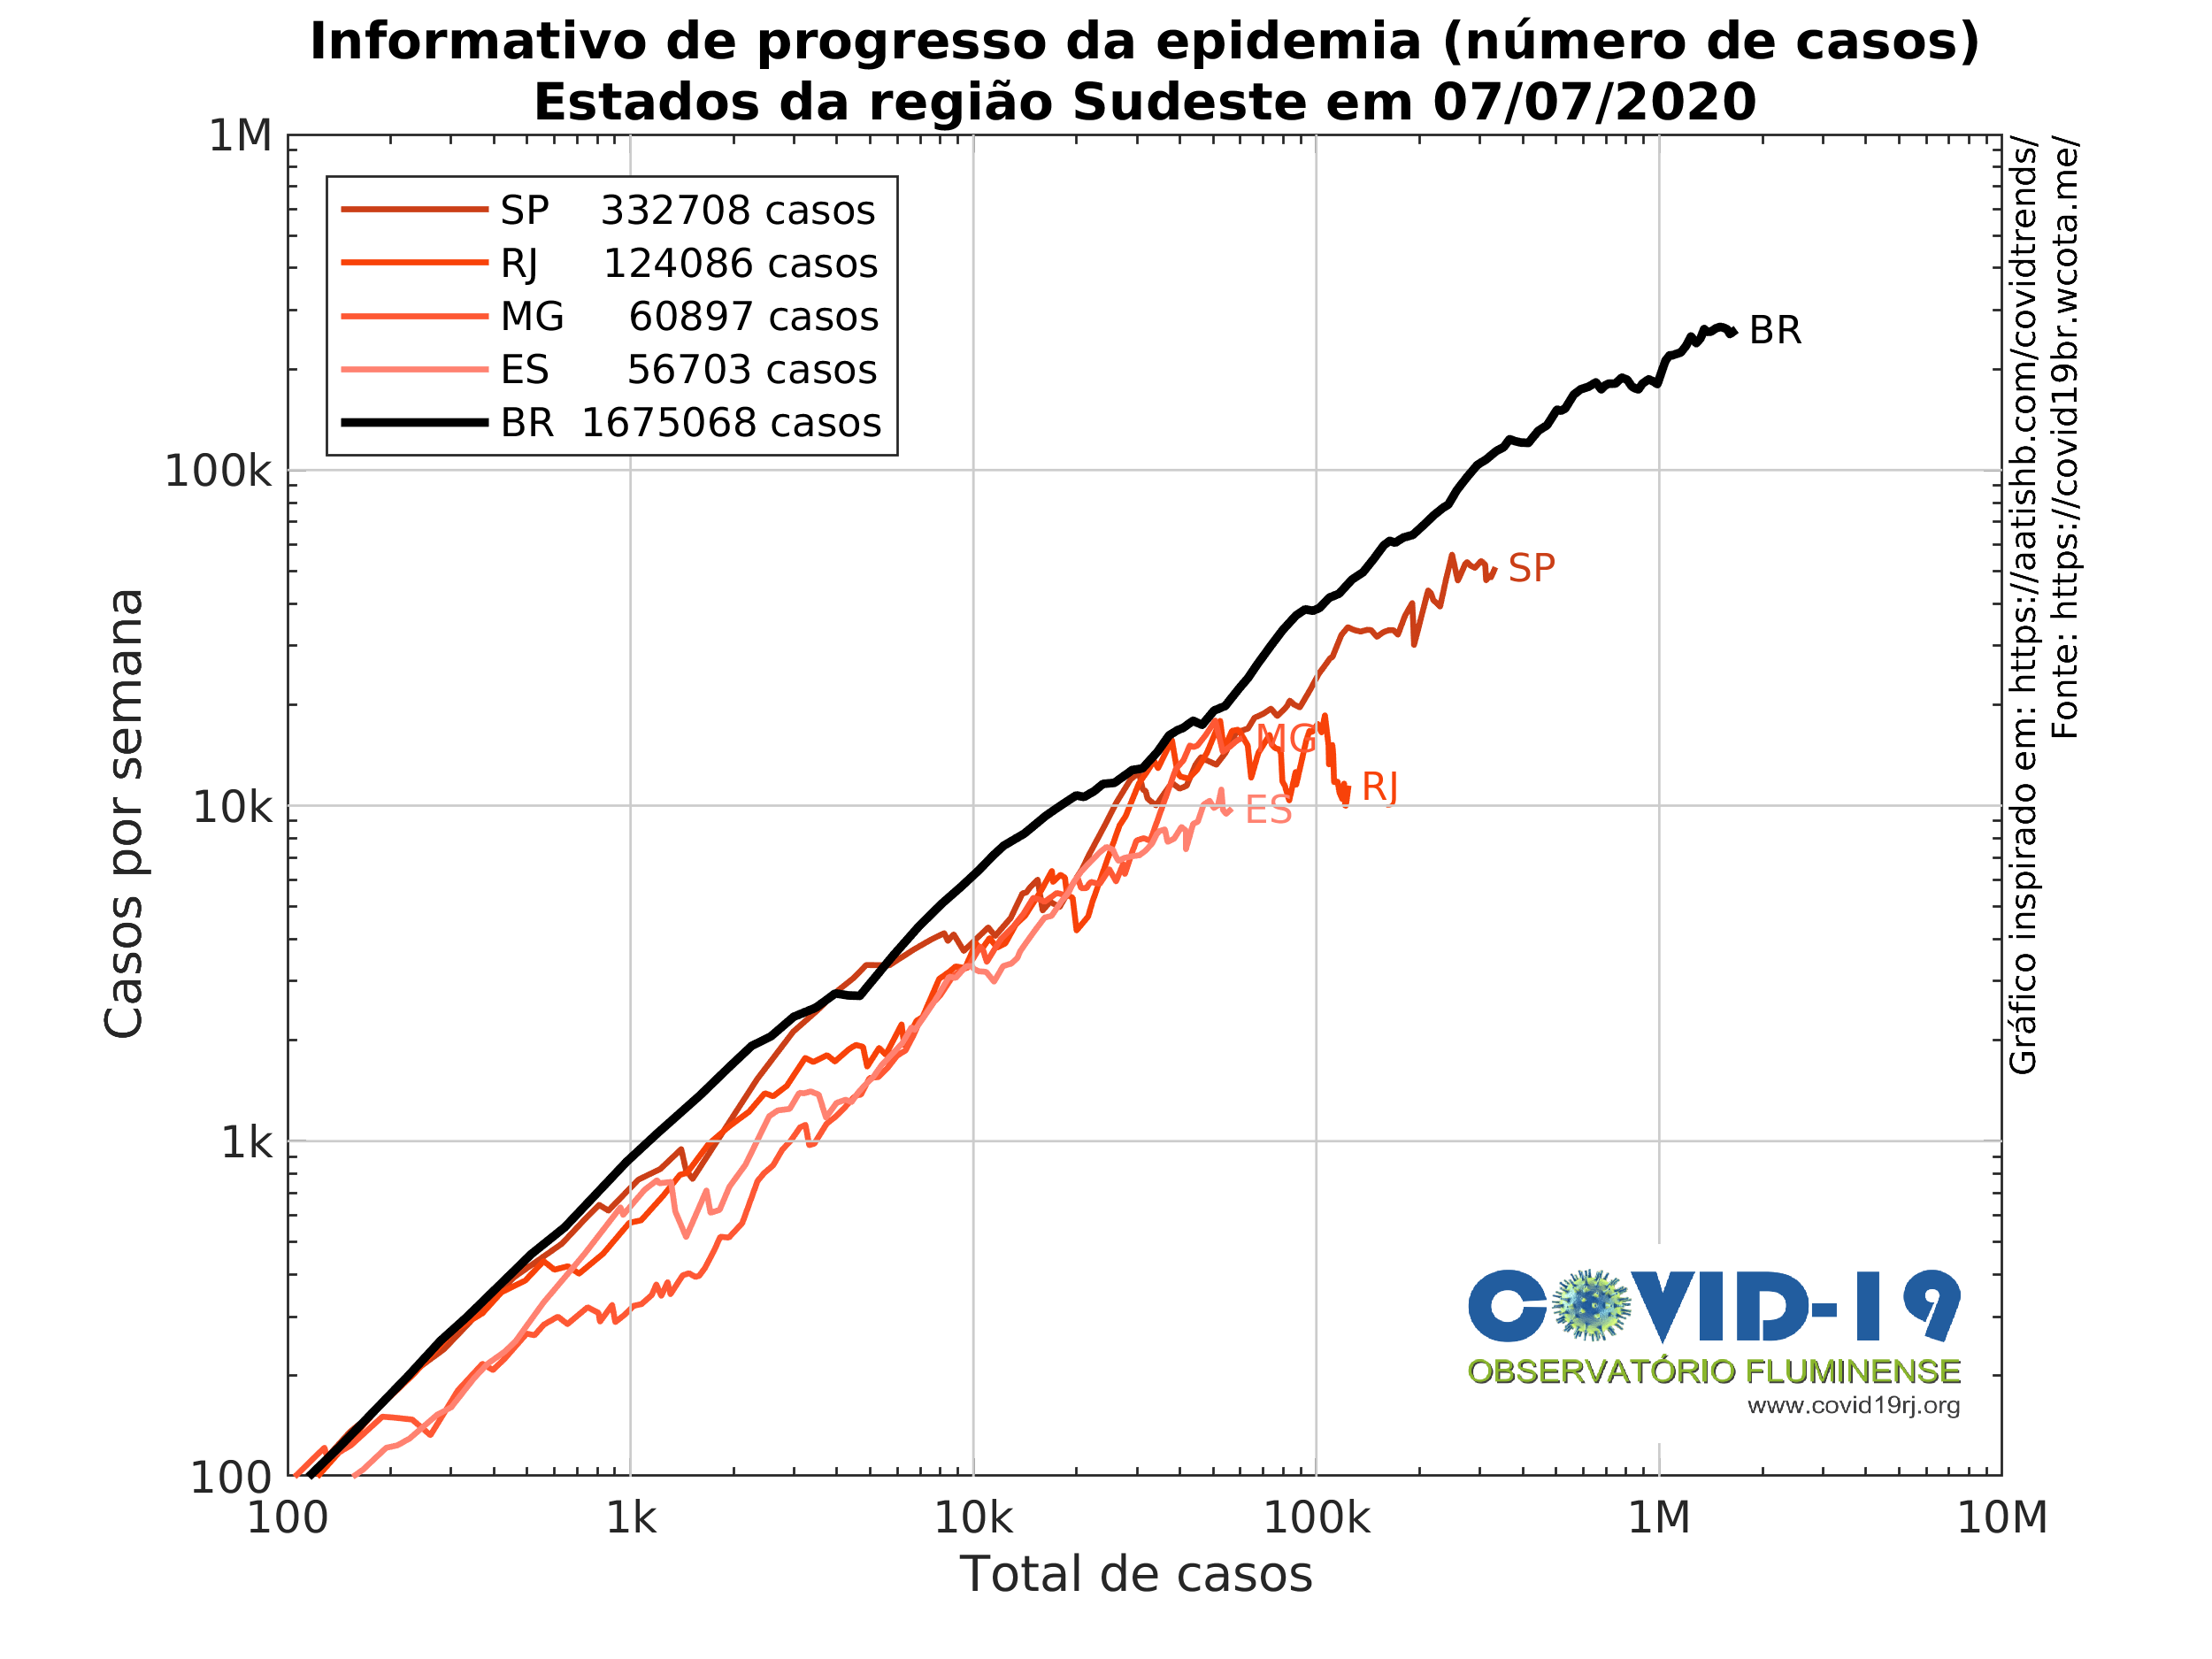 Informativo de progresso da epidemia (número de casos)
Estados da região Sudeste em 07/07/2020
1M
100k
10k
1k
100
Casos por semana
SP 332708 casos
RJ 124086 casos
MG 60897 casos
ES 56703 casos
BR 1675068 casos
BR
SP
MG
RJ
ES
Gráfico inspirado em: https://aatishb.com/covidtrends/
Fonte: https://covid19br.wcota.me/
COVID-19
OBSERVATÓRIO FLUMINENSE
www.covid19rj.org
100 1k 10k 100k 1M 10M
Total de casos